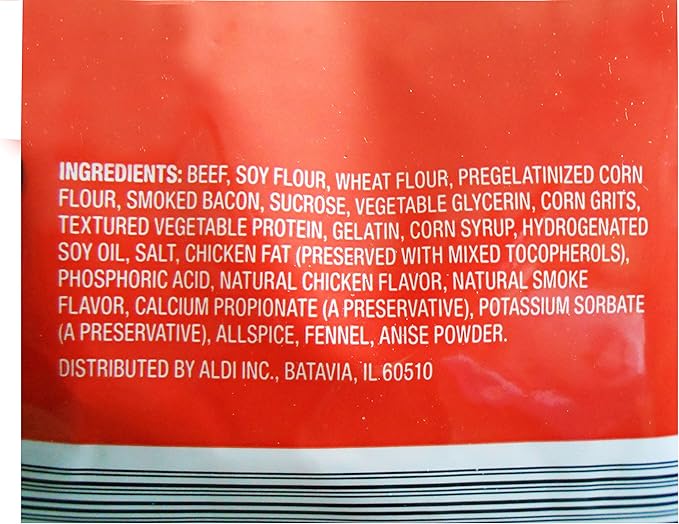 INGREDIENTS: BEEF, SOY FLOUR, WHEAT FLOUR, PREGELATINIZED CORN
FLOUR, SMOKED BACON, SUCROSE, VEGETABLE GLYCERIN, CORN GRITS,
TEXTURED VEGETABLE PROTEIN, GELATIN, CORN SYRUP, HYDROGENATED
SOY OIL, SALT, CHICKEN FAT (PRESERVED WITH MIXED TOCOPHEROLS),
PHOSPHORIC ACID, NATURAL CHICKEN FLAVOR, NATURAL SMOKE
FLAVOR, CALCIUM PROPIONATE (A PRESERVATIVE), POTASSIUM SORBATE
(A PRESERVATIVE), ALLSPICE, FENNEL, ANISE POWDER.
DISTRIBUTED BY ALDI INC., BATAVIA, IL 60510